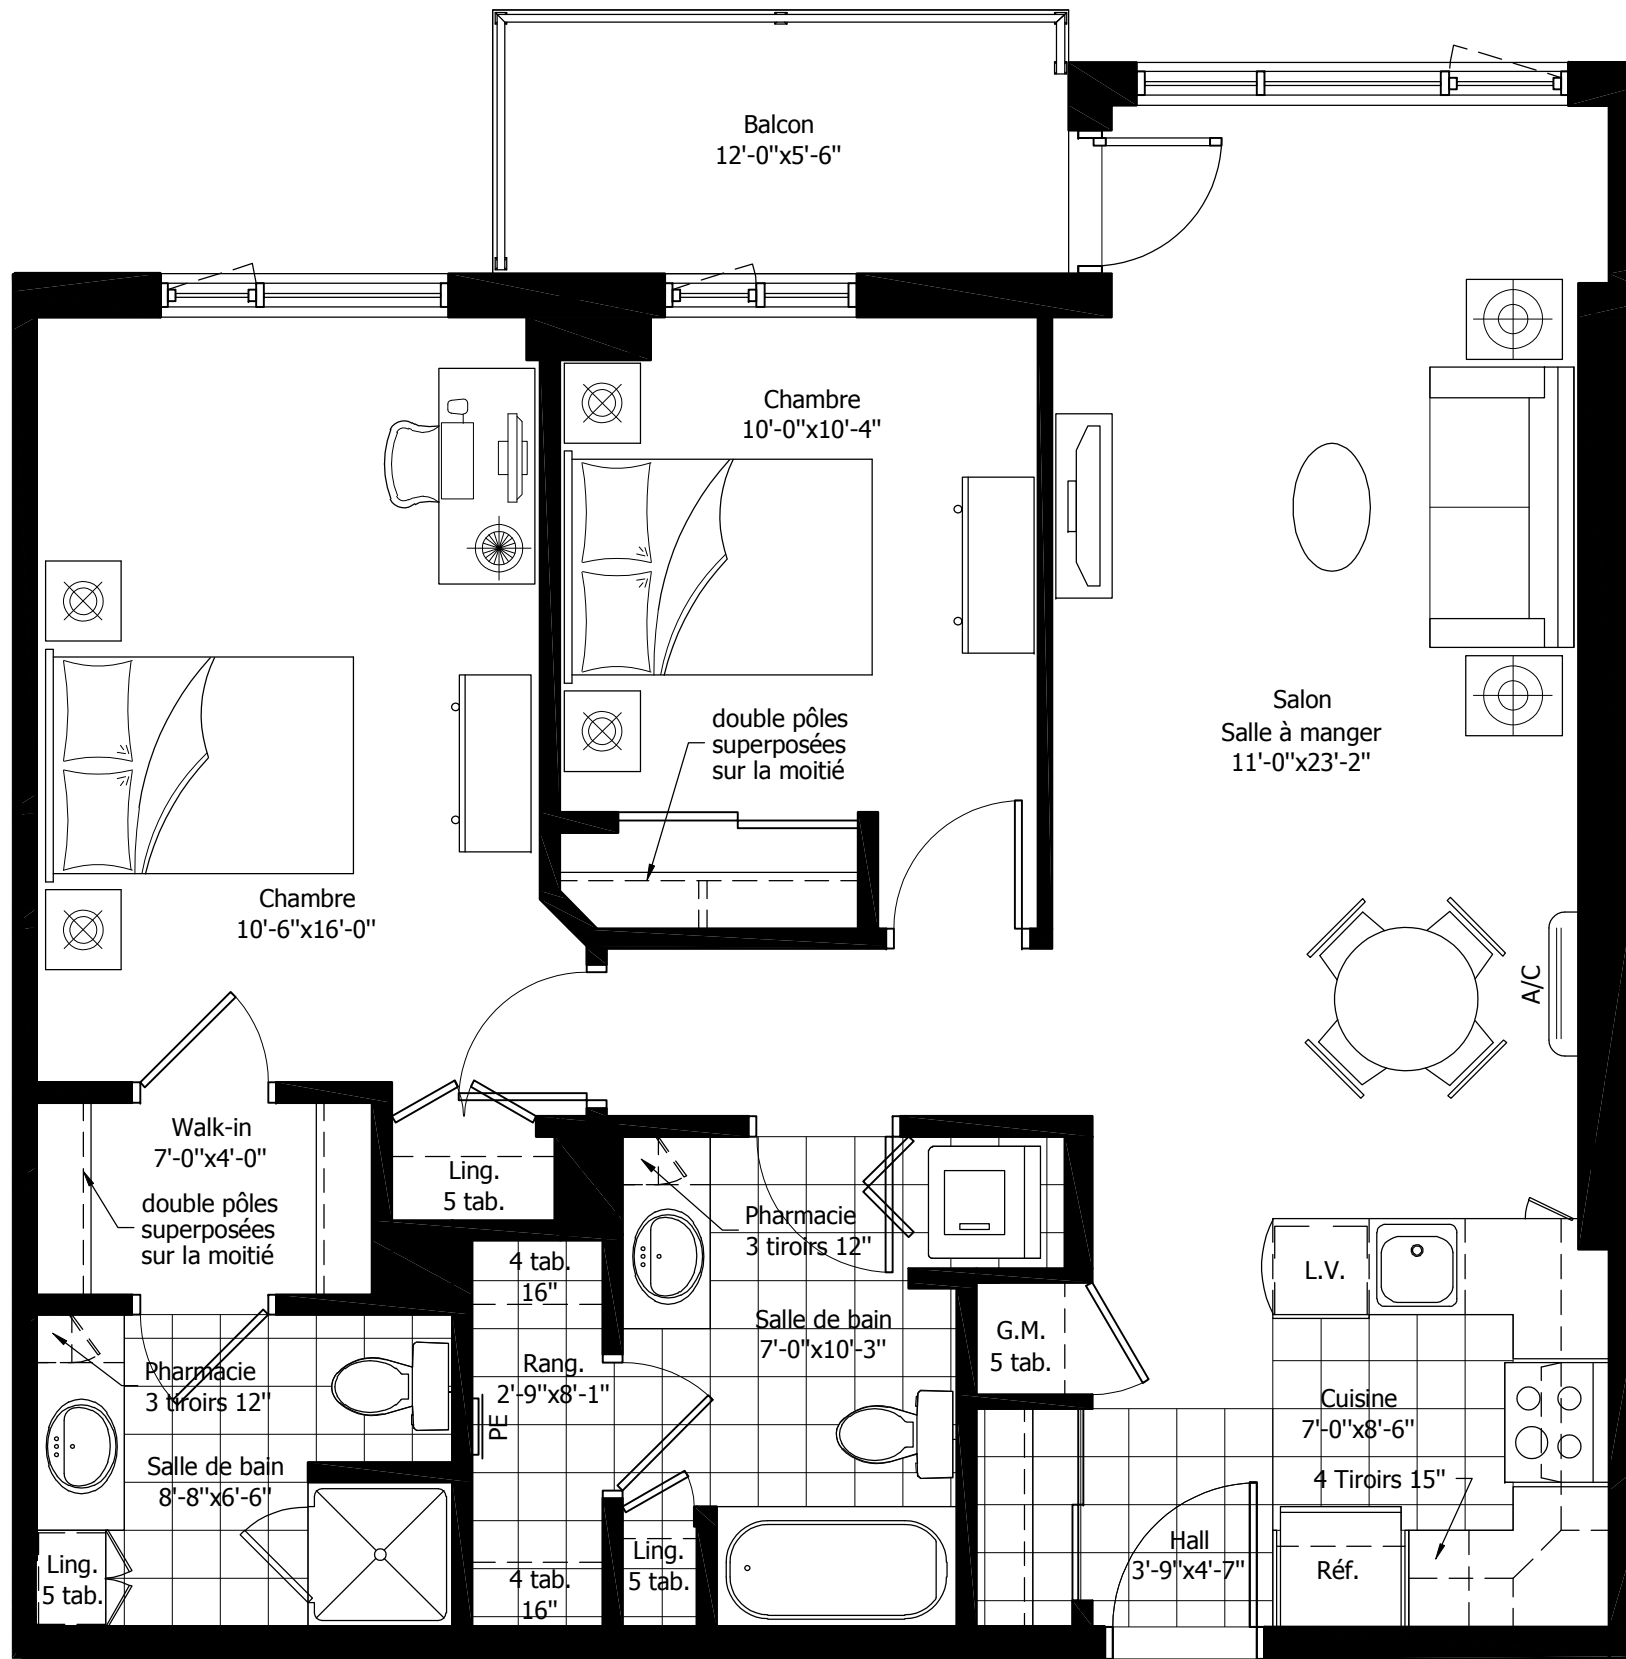 Balcon
12'-0"x5'-6"
Chambre
10'-0"x10'-4"
double pôles
superposées
sur la moitié
Salon
Salle à manger
11'-0"x23'-2"
Chambre
10'-6"x16'-0"
A/C
Walk-in
7'-0"x4'-0"
double pôles
superposées
sur la moitié
Ling.
5 tab.
Pharmacie
3 tiroirs 12"
4 tab.
16"
L.V.
Salle de bain
7'-0"x10'-3"
G.M.
5 tab.
Pharmacie
3 tiroirs 12"
Rang.
2'-9"x8'-1"
PE
Cuisine
7'-0"x8'-6"
Salle de bain
8'-8"x6'-6"
4 Tiroirs 15"
Ling.
5 tab.
4 tab.
16"
Ling.
5 tab.
Hall
3'-9"x4'-7"
Réf.